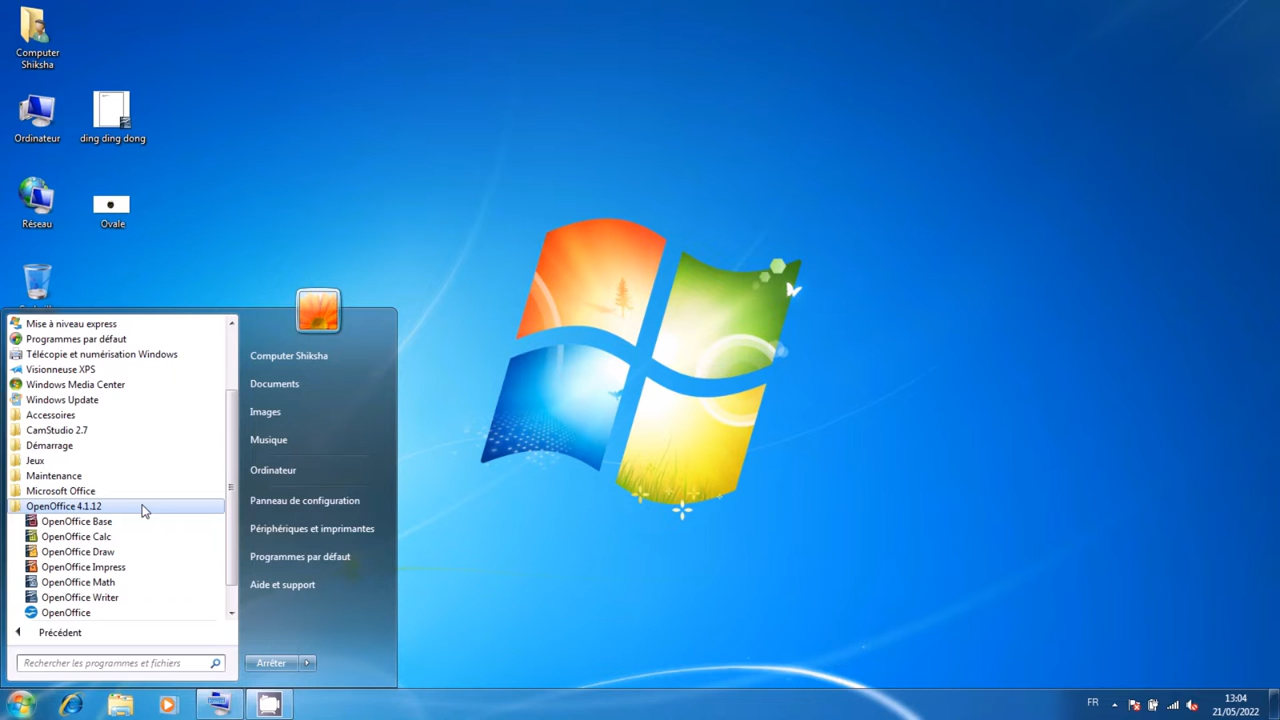 Computer
Shiksha
Ordinateur
ding ding dong
Réseau
Ovale
Mise à niveau express
Programmes par défaut
Télécopie et numérisation Windows
Visionneuse XPS
Windows Media Center
Windows Update
Accessoires
CamStudio 2.7
Démarrage
Jeux
Maintenance
Microsoft Office
OpenOffice 4.1.12
OpenOffice Base
OpenOffice Calc
OpenOffice Draw
OpenOffice Impress
OpenOffice Math
OpenOffice Writer
OpenOffice
Précédent
Rechercher les programmes et fichiers
Computer Shiksha
Documents
Images
Musique
Ordinateur
Panneau de configuration
Périphériques et imprimantes
Programmes par défaut
Aide et support
Arrêter
FR
13:04
21/05/2022